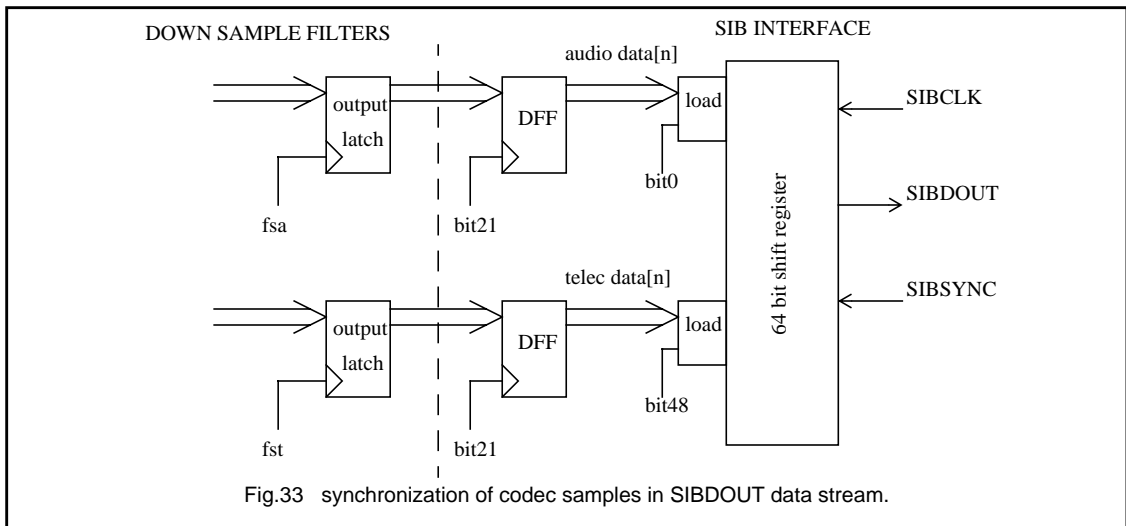 DOWN SAMPLE FILTERS
SIB INTERFACE
audio data[n]
output
latch
DFF
load
SIBCLK
fsa
bit21
bit0
64 bit shift register
SIBDOUT
telec data[n]
output
latch
DFF
load
SIBSYNC
fst
bit21
bit48
Fig.33 synchronization of codec samples in SIBDOUT data stream.